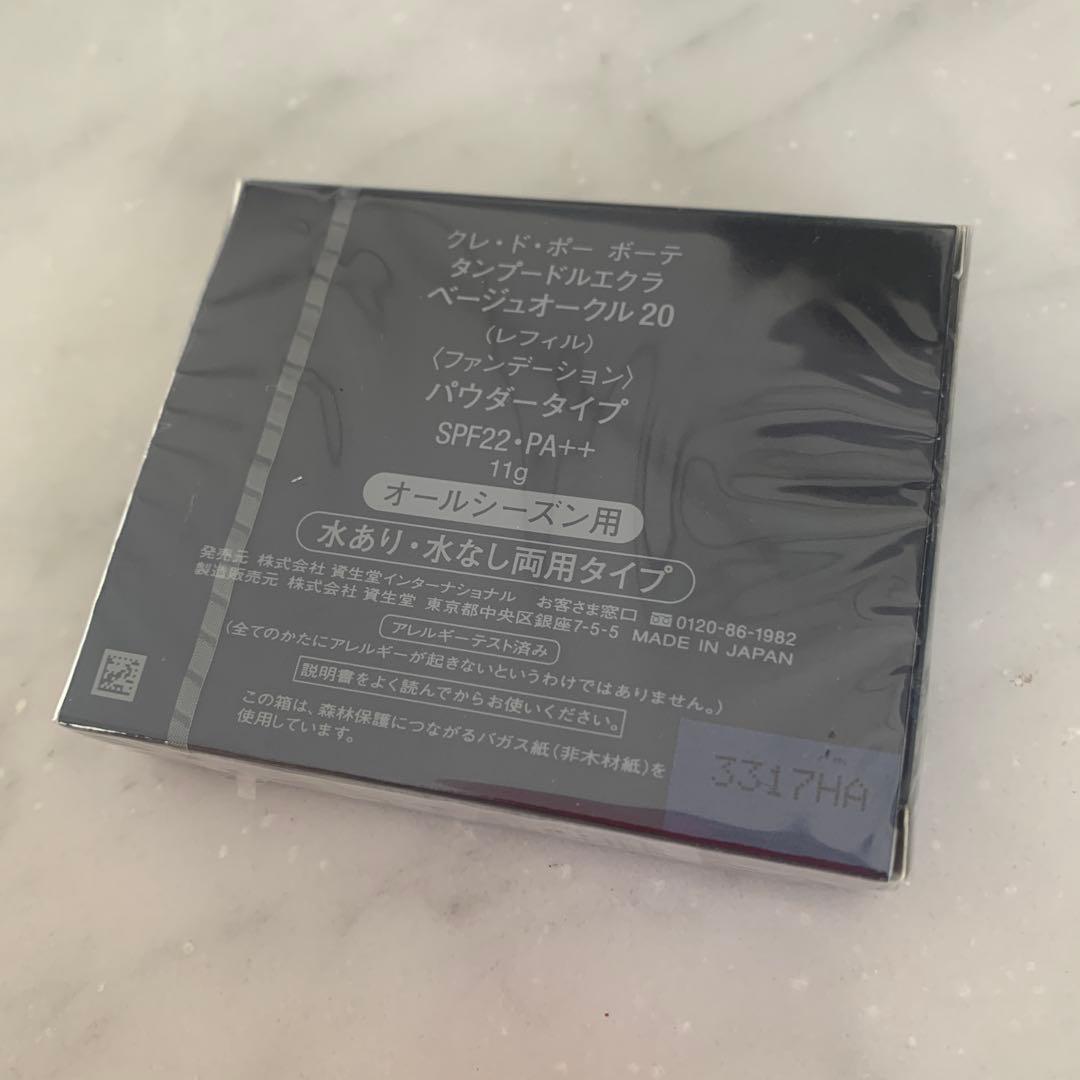 クレ・ド・ポー ボーテ
タンプードルエクラ
ベージュオークル 20
(レフィル)
〈ファンデーション〉
パウダータイプ
SPF22・PA++
11g
オールシーズン用
水あり・水なし両用タイプ
発売元 株式会社 資生堂インターナショナル お客さま窓口 0120-86-1982
製造販売元 株式会社 資生堂 東京都中央区銀座7-5-5 MADE IN JAPAN
アレルギーテスト済み
(全てのかたにアレルギーが起きないというわけではありません。)
説明書をよく読んでからお使いください。
この箱は、森林保護につながるバガス紙(非木材紙)を
使用しています。
3317HA